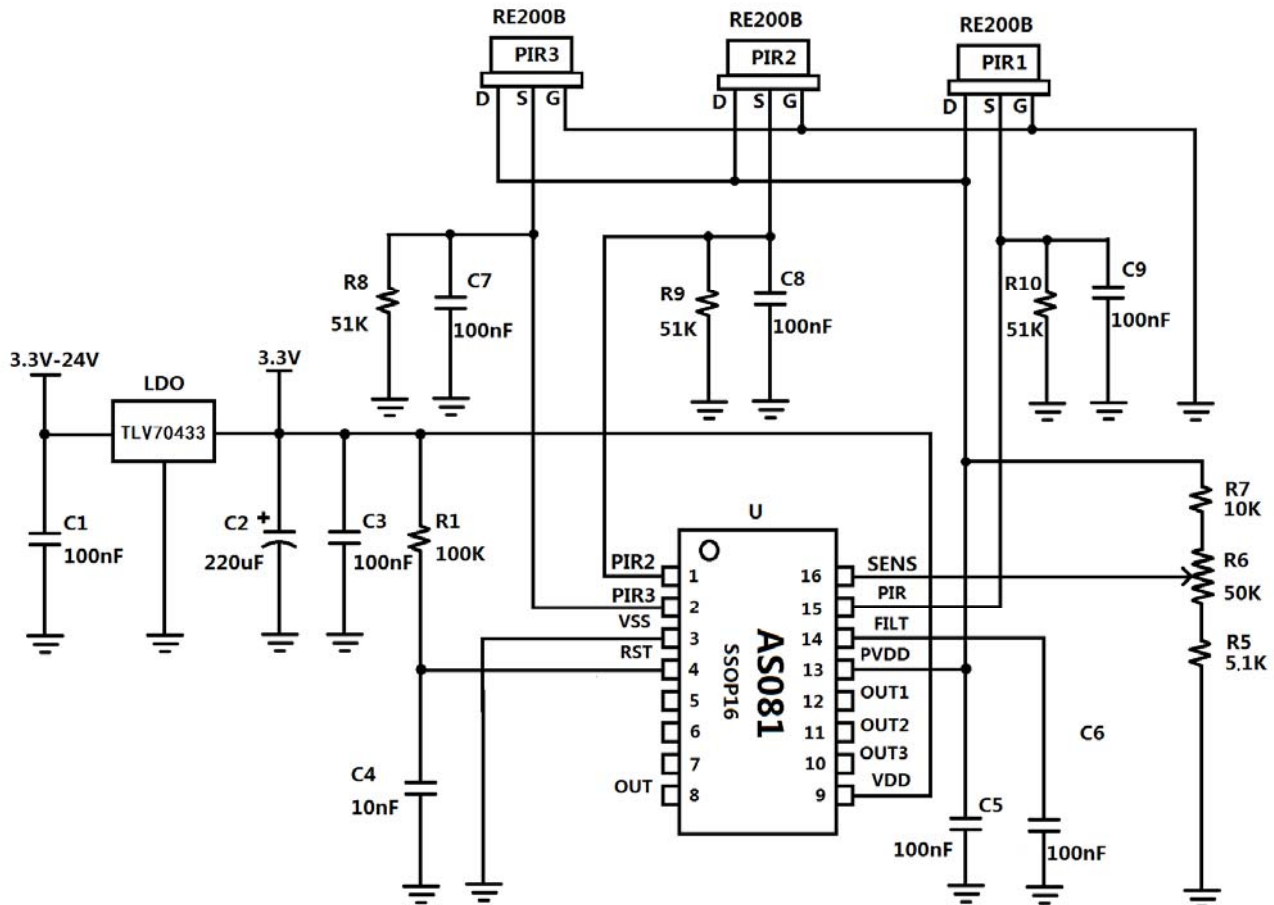 RE200B
PIR3
D S G
RE200B
PIR2
D S G
RE200B
PIR1
D S G
R8
51K
C7
100nF
R9
51K
C8
100nF
R10
51K
C9
100nF
3.3V-24V
LDO
TLV70433
3.3V
C1
100nF
C2
+
220uF
C3
100nF
R1
100K
C4
10nF
U
AS081
SSOP16
PIR2
1
PIR3
2
VSS
3
RST
4
5
6
7
OUT
8
16
SENS
15
PIR
14
FILT
13
PVDD
12
OUT1
11
OUT2
10
OUT3
9
VDD
R7
10K
R6
50K
R5
5.1K
C5
100nF
C6
100nF